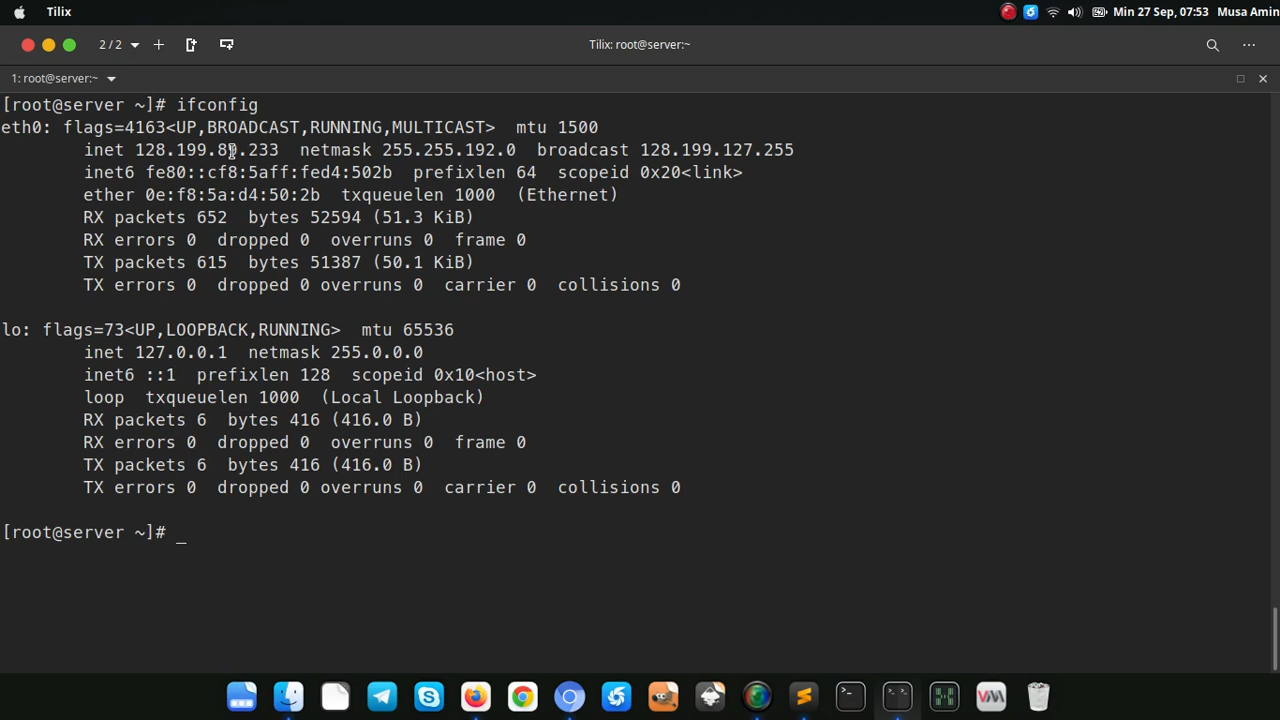 Tilix
Min 27 Sep, 07:53 Musa Amin
2 / 2
Tilix: root@server:~
1: root@server:~
[root@server ~]# ifconfig
eth0: flags=4163<UP,BROADCAST,RUNNING,MULTICAST>  mtu 1500
inet  netmask 255.255.192.0  broadcast 128.199.127.255
inet6 fe80::cf8:5aff:fed4:502b  prefixlen 64  scopeid 0x20<link>
ether 0e:f8:5a:d4:50:2b  txqueuelen 1000  (Ethernet)
RX packets 652  bytes 52594 (51.3 KiB)
RX errors 0  dropped 0  overruns 0  frame 0
TX packets 615  bytes 51387 (50.1 KiB)
TX errors 0  dropped 0 overruns 0  carrier 0  collisions 0
lo: flags=73<UP,LOOPBACK,RUNNING>  mtu 65536
inet 127.0.0.1  netmask 255.0.0.0
inet6 ::1  prefixlen 128  scopeid 0x10<host>
loop  txqueuelen 1000  (Local Loopback)
RX packets 6  bytes 416 (416.0 B)
RX errors 0  dropped 0  overruns 0  frame 0
TX packets 6  bytes 416 (416.0 B)
TX errors 0  dropped 0 overruns 0  carrier 0  collisions 0
[root@server ~]# _